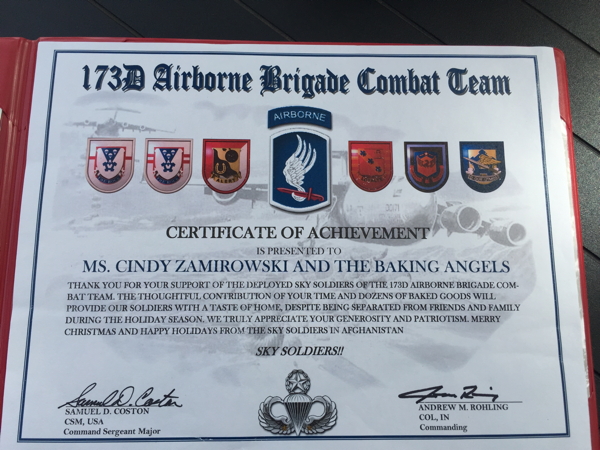 173D Airborne Brigade Combat Team
AIRBORNE
CERTIFICATE OF ACHIEVEMENT
IS PRESENTED TO
MS. CINDY ZAMIROWSKI AND THE BAKING ANGELS
THANK YOU FOR YOUR SUPPORT OF THE DEPLOYED SKY SOLDIERS OF THE 173D AIRBORNE BRIGADE COM-
BAT TEAM. THE THOUGHTFUL CONTRIBUTION OF YOUR TIME AND DOZENS OF BAKED GOODS WILL
PROVIDE OUR SOLDIERS WITH A TASTE OF HOME, DESPITE BEING SEPARATED FROM FRIENDS AND FAMILY
DURING THE HOLIDAY SEASON. WE TRULY APPRECIATE YOUR GENEROSITY AND PATRIOTISM. MERRY
CHRISTMAS AND HAPPY HOLIDAYS FROM THE SKY SOLDIERS IN AFGHANISTAN
SKY SOLDIERS!!
Samuel D. Coston
SAMUEL D. COSTON
CSM, USA
Command Sergeant Major
ANDREW M. ROHLING
COL., IN
Commanding